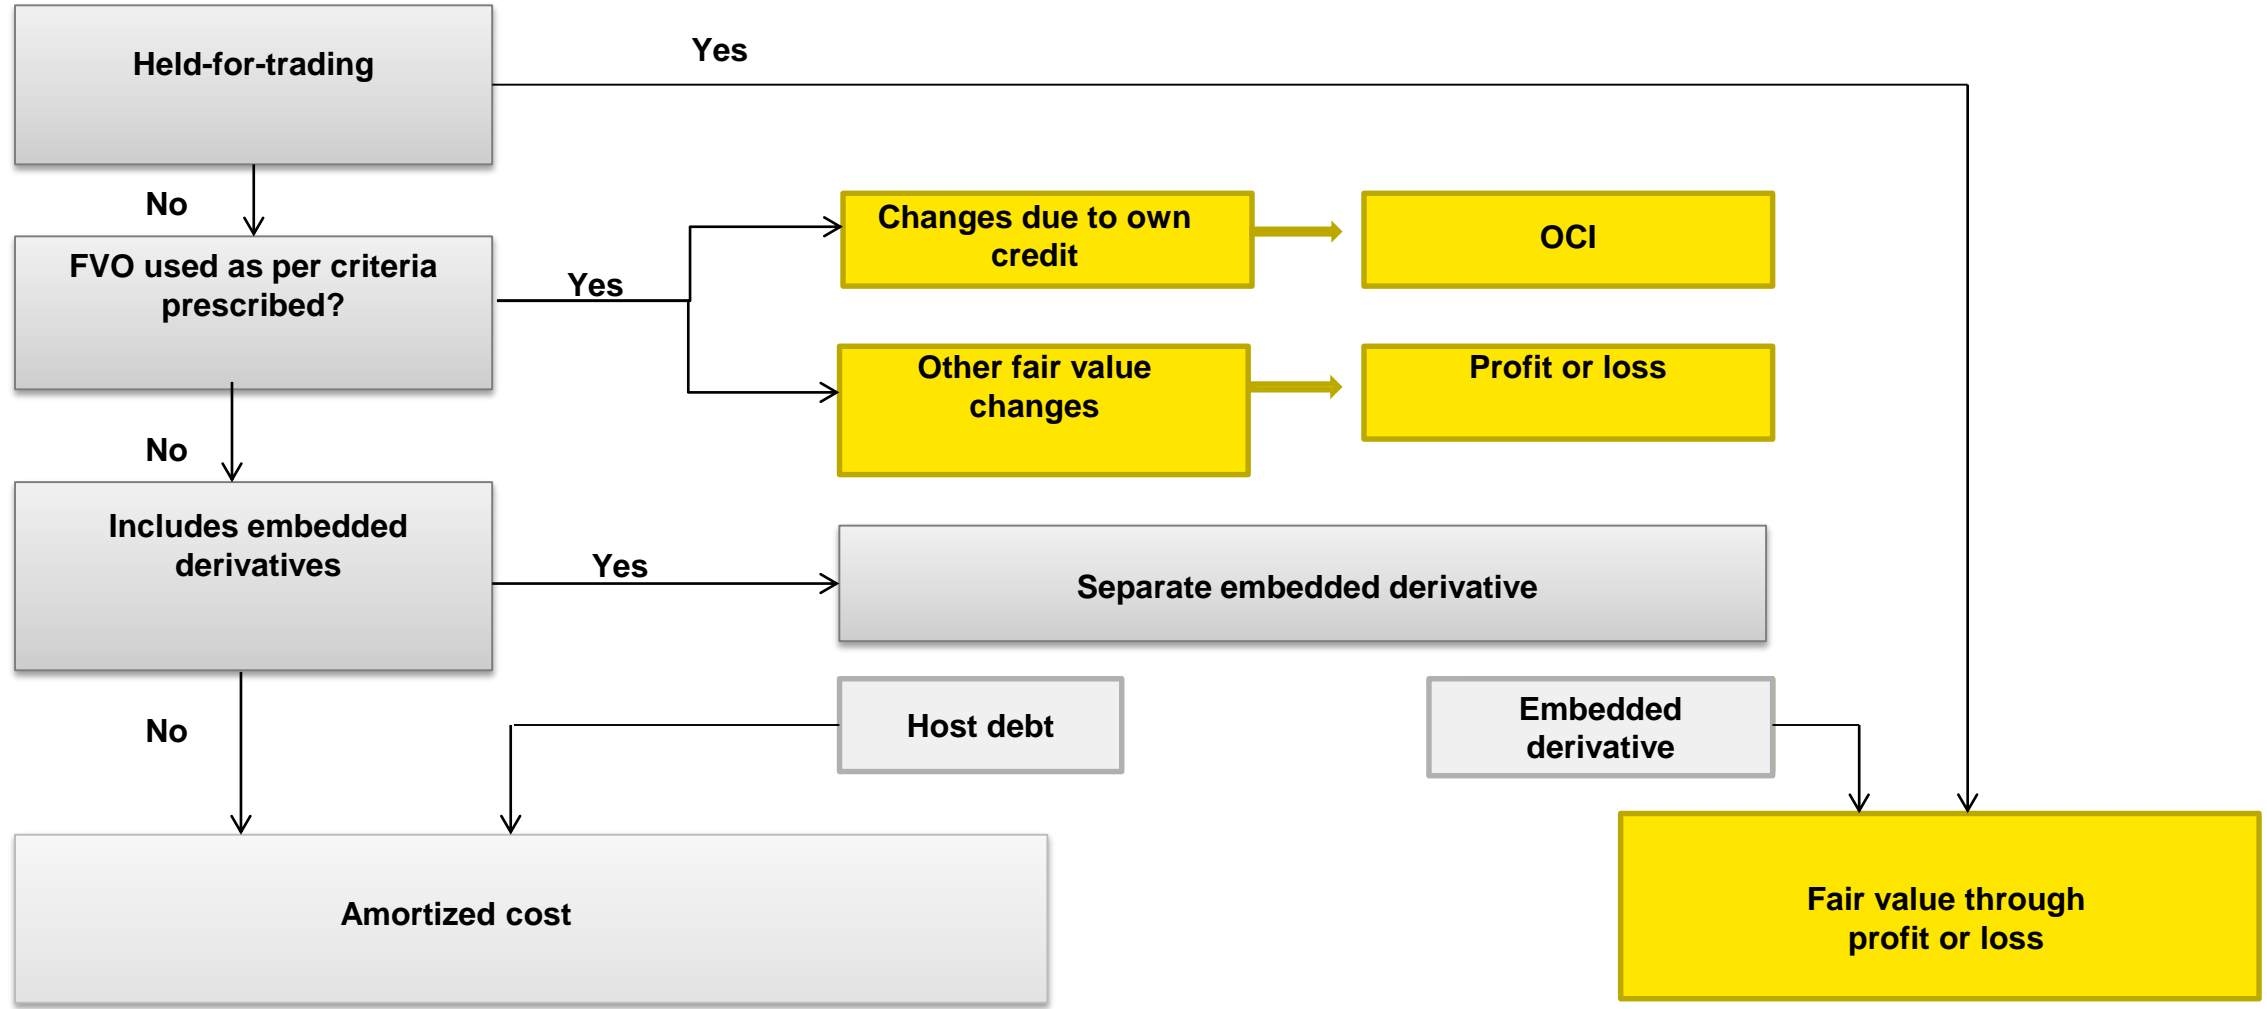 Held-for-trading
Yes
No
FVO used as per criteria
prescribed?
Yes
Changes due to own
credit
OCI
Other fair value
changes
Profit or loss
No
Includes embedded
derivatives
Yes
Separate embedded derivative
No
Host debt
Embedded
derivative
Amortized cost
Fair value through
profit or loss